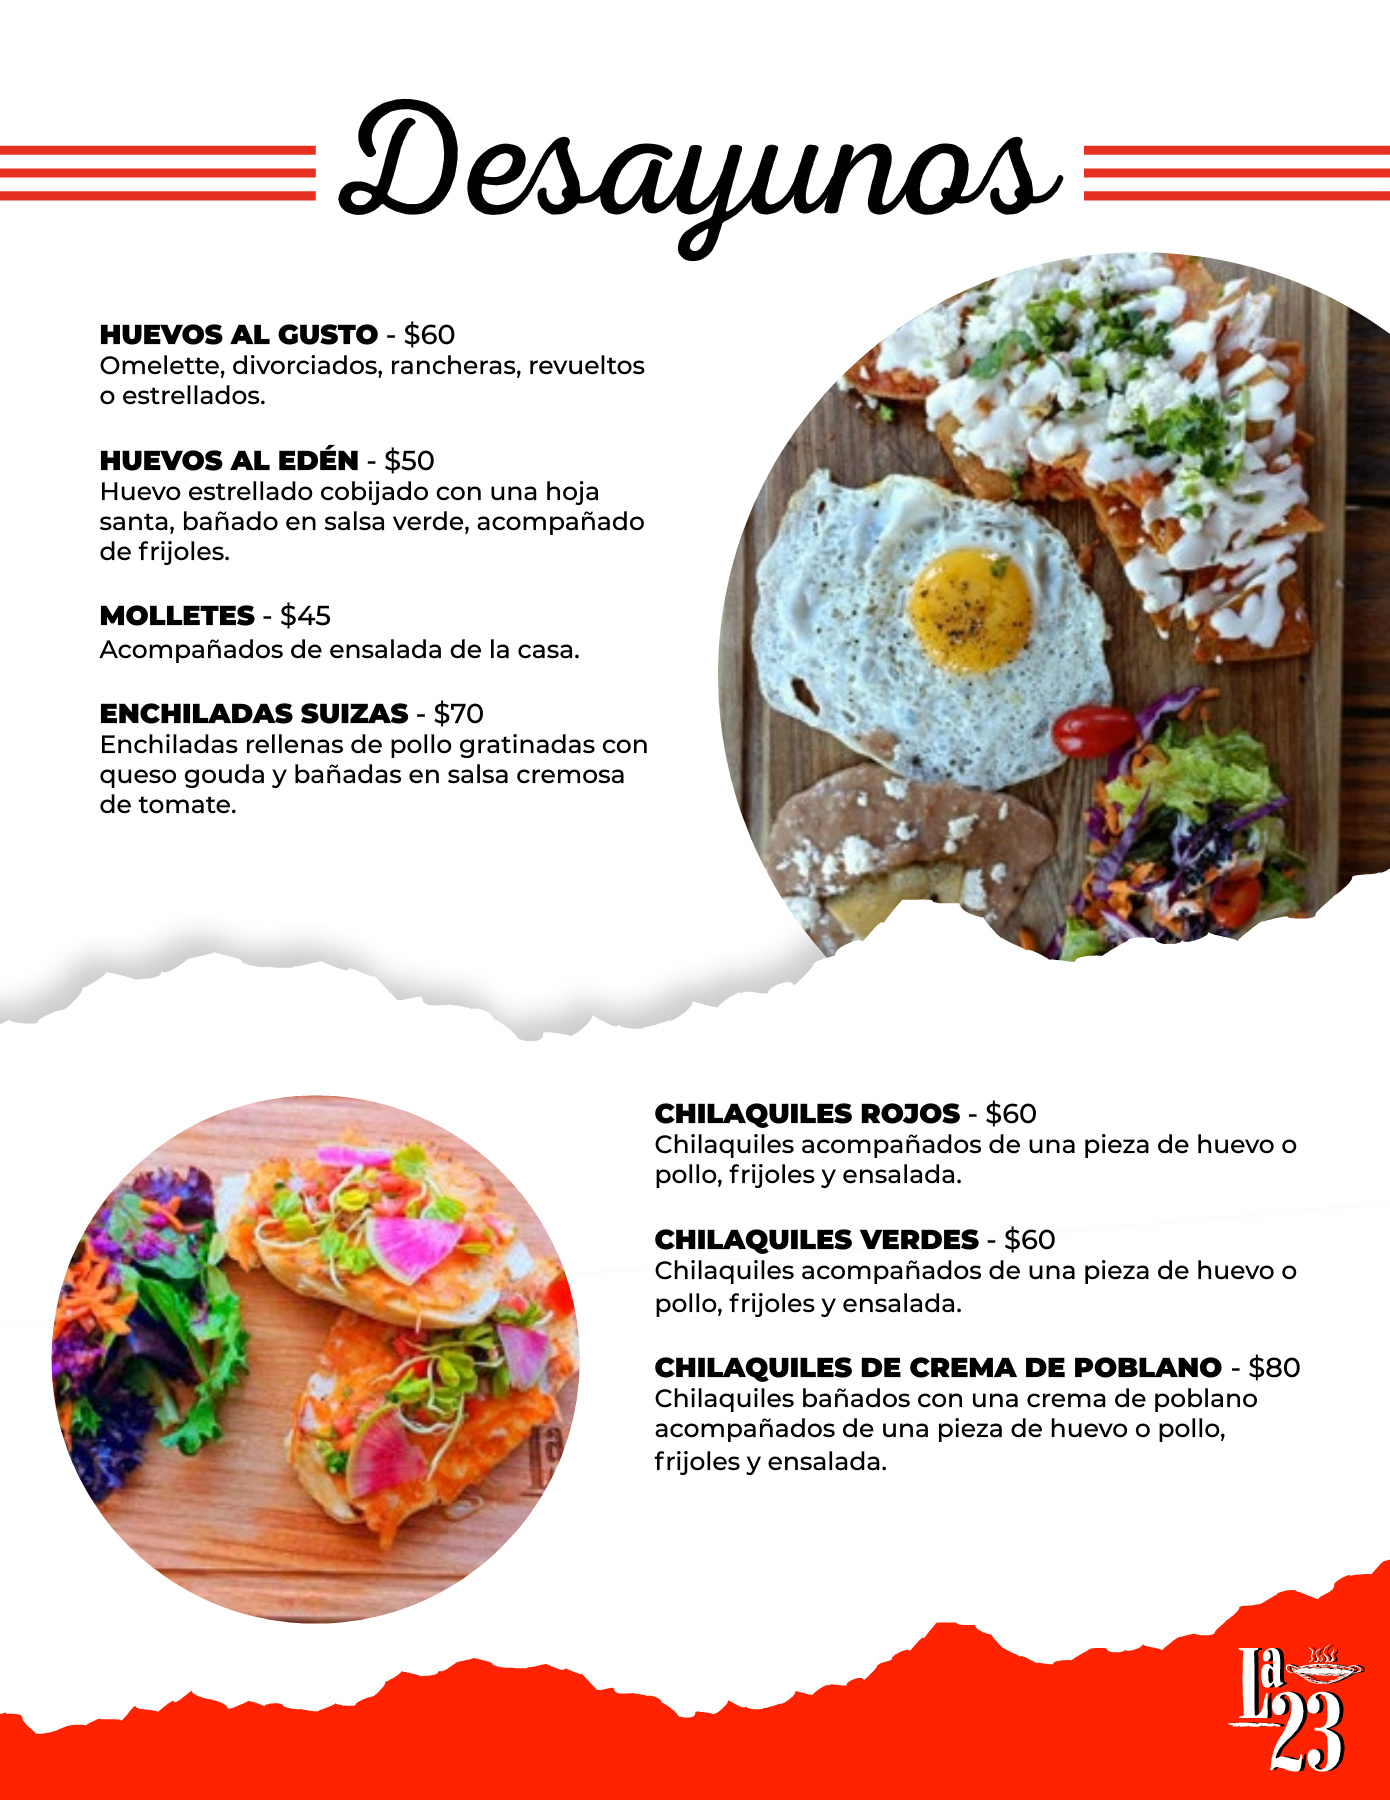 Desayunos
HUEVOS AL GUSTO - $60
Omelette, divorciados, rancheras, revueltos
o estrellados.
HUEVOS AL EDÉN - $50
Huevo estrellado cobijado con una hoja
santa, bañado en salsa verde, acompañado
de frijoles.
MOLLETES - $45
Acompañados de ensalada de la casa.
ENCHILADAS SUIZAS - $70
Enchiladas rellenas de pollo gratinadas con
queso gouda y bañadas en salsa cremosa
de tomate.
CHILAQUILES ROJOS - $60
Chilaquiles acompañados de una pieza de huevo o
pollo, frijoles y ensalada.
CHILAQUILES VERDES - $60
Chilaquiles acompañados de una pieza de huevo o
pollo, frijoles y ensalada.
CHILAQUILES DE CREMA DE POBLANO - $80
Chilaquiles bañados con una crema de poblano
acompañados de una pieza de huevo o pollo,
frijoles y ensalada.
La
La
23